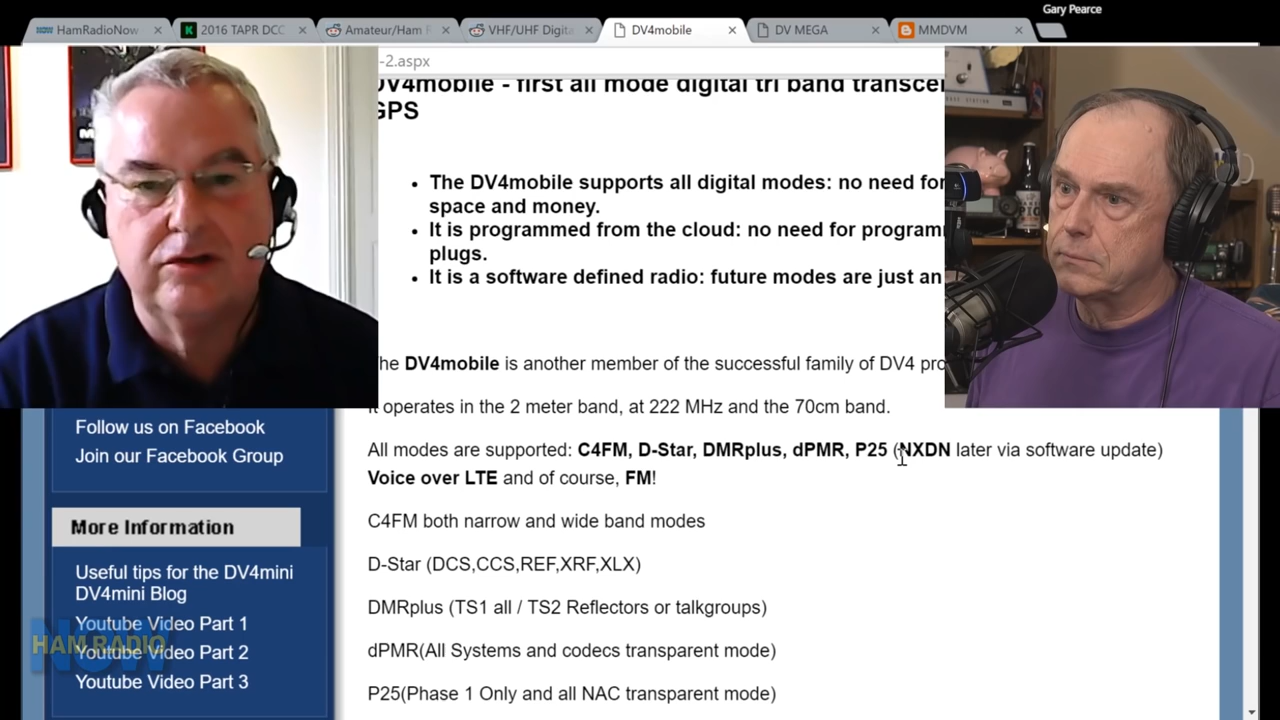 Gary Pearce
HamRadioNow
2016 TAPR DCC
Amateur/Ham R
VHF/UHF Digita
DV4mobile
DV MEGA
MMDVM
-2.aspx
DV4mobile - first all mode digital tri band transcei
GPS
The DV4mobile supports all digital modes: no need for
space and money.
It is programmed from the cloud: no need for programm
plugs.
It is a software defined radio: future modes are just an
The DV4mobile is another member of the successful family of DV4 pro
It operates in the 2 meter band, at 222 MHz and the 70cm band.
Follow us on Facebook
Join our Facebook Group
All modes are supported: C4FM, D-Star, DMRplus, dPMR, P25 (NXDN later via software update)
Voice over LTE and of course, FM!
More Information
C4FM both narrow and wide band modes
Useful tips for the DV4mini
DV4mini Blog
Youtube Video Part 1
Youtube Video Part 2
Youtube Video Part 3
D-Star (DCS,CCS,REF,XRF,XLX)
DMRplus (TS1 all / TS2 Reflectors or talkgroups)
dPMR(All Systems and codecs transparent mode)
P25(Phase 1 Only and all NAC transparent mode)
HAM RADIO
NOW